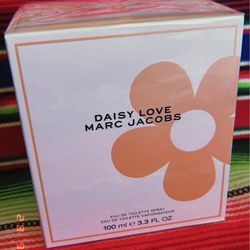 DAISY LOVE
MARC JACOBS
EAU DE TOILETTE SPRAY
EAU DE TOILETTE VAPORISATEUR
100 ml e 3.3 FL OZ